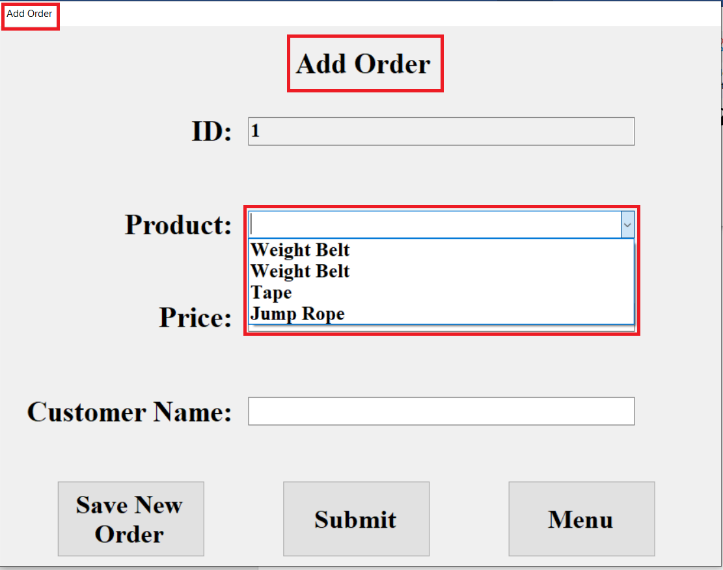 Add Order
Add Order
ID: 1
Product:
Weight Belt
Weight Belt
Tape
Jump Rope
Price:
Customer Name:
Save New
Order
Submit
Menu